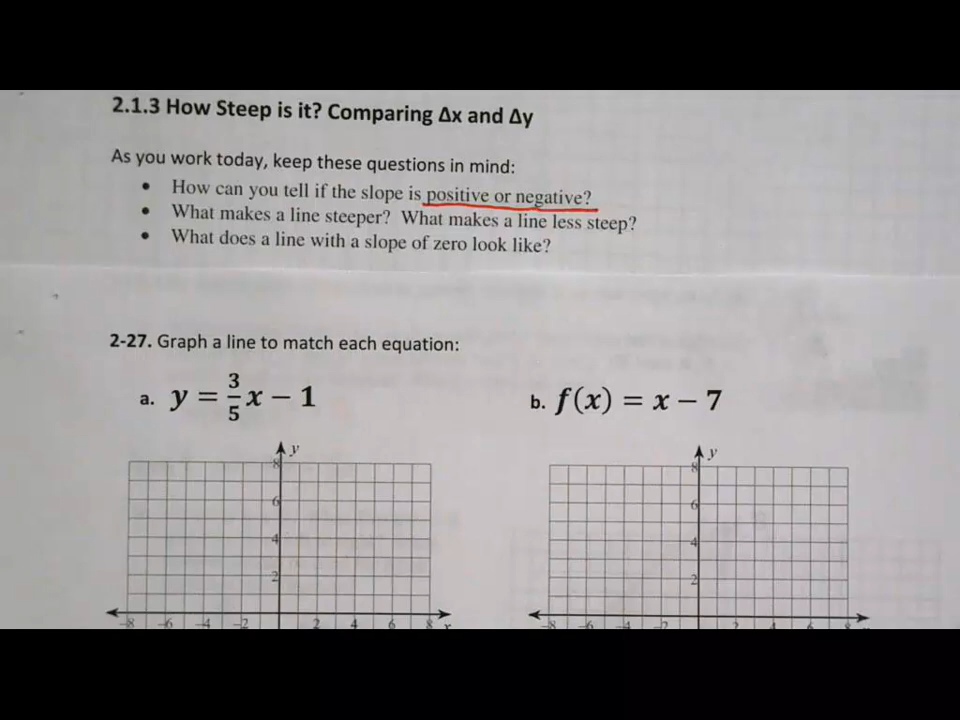 2.1.3 How Steep is it? Comparing Δx and Δy
As you work today, keep these questions in mind:
• How can you tell if the slope is positive or negative?
• What makes a line steeper? What makes a line less steep?
• What does a line with a slope of zero look like?
2-27. Graph a line to match each equation:
a. y = 3/5 x − 1
b. f(x) = x − 7
y
8
6
4
2
-8 -6 -4 -2 2 4 6 8 x
y
8
6
4
2
-8 -6 -4 -2 2 4 6 8